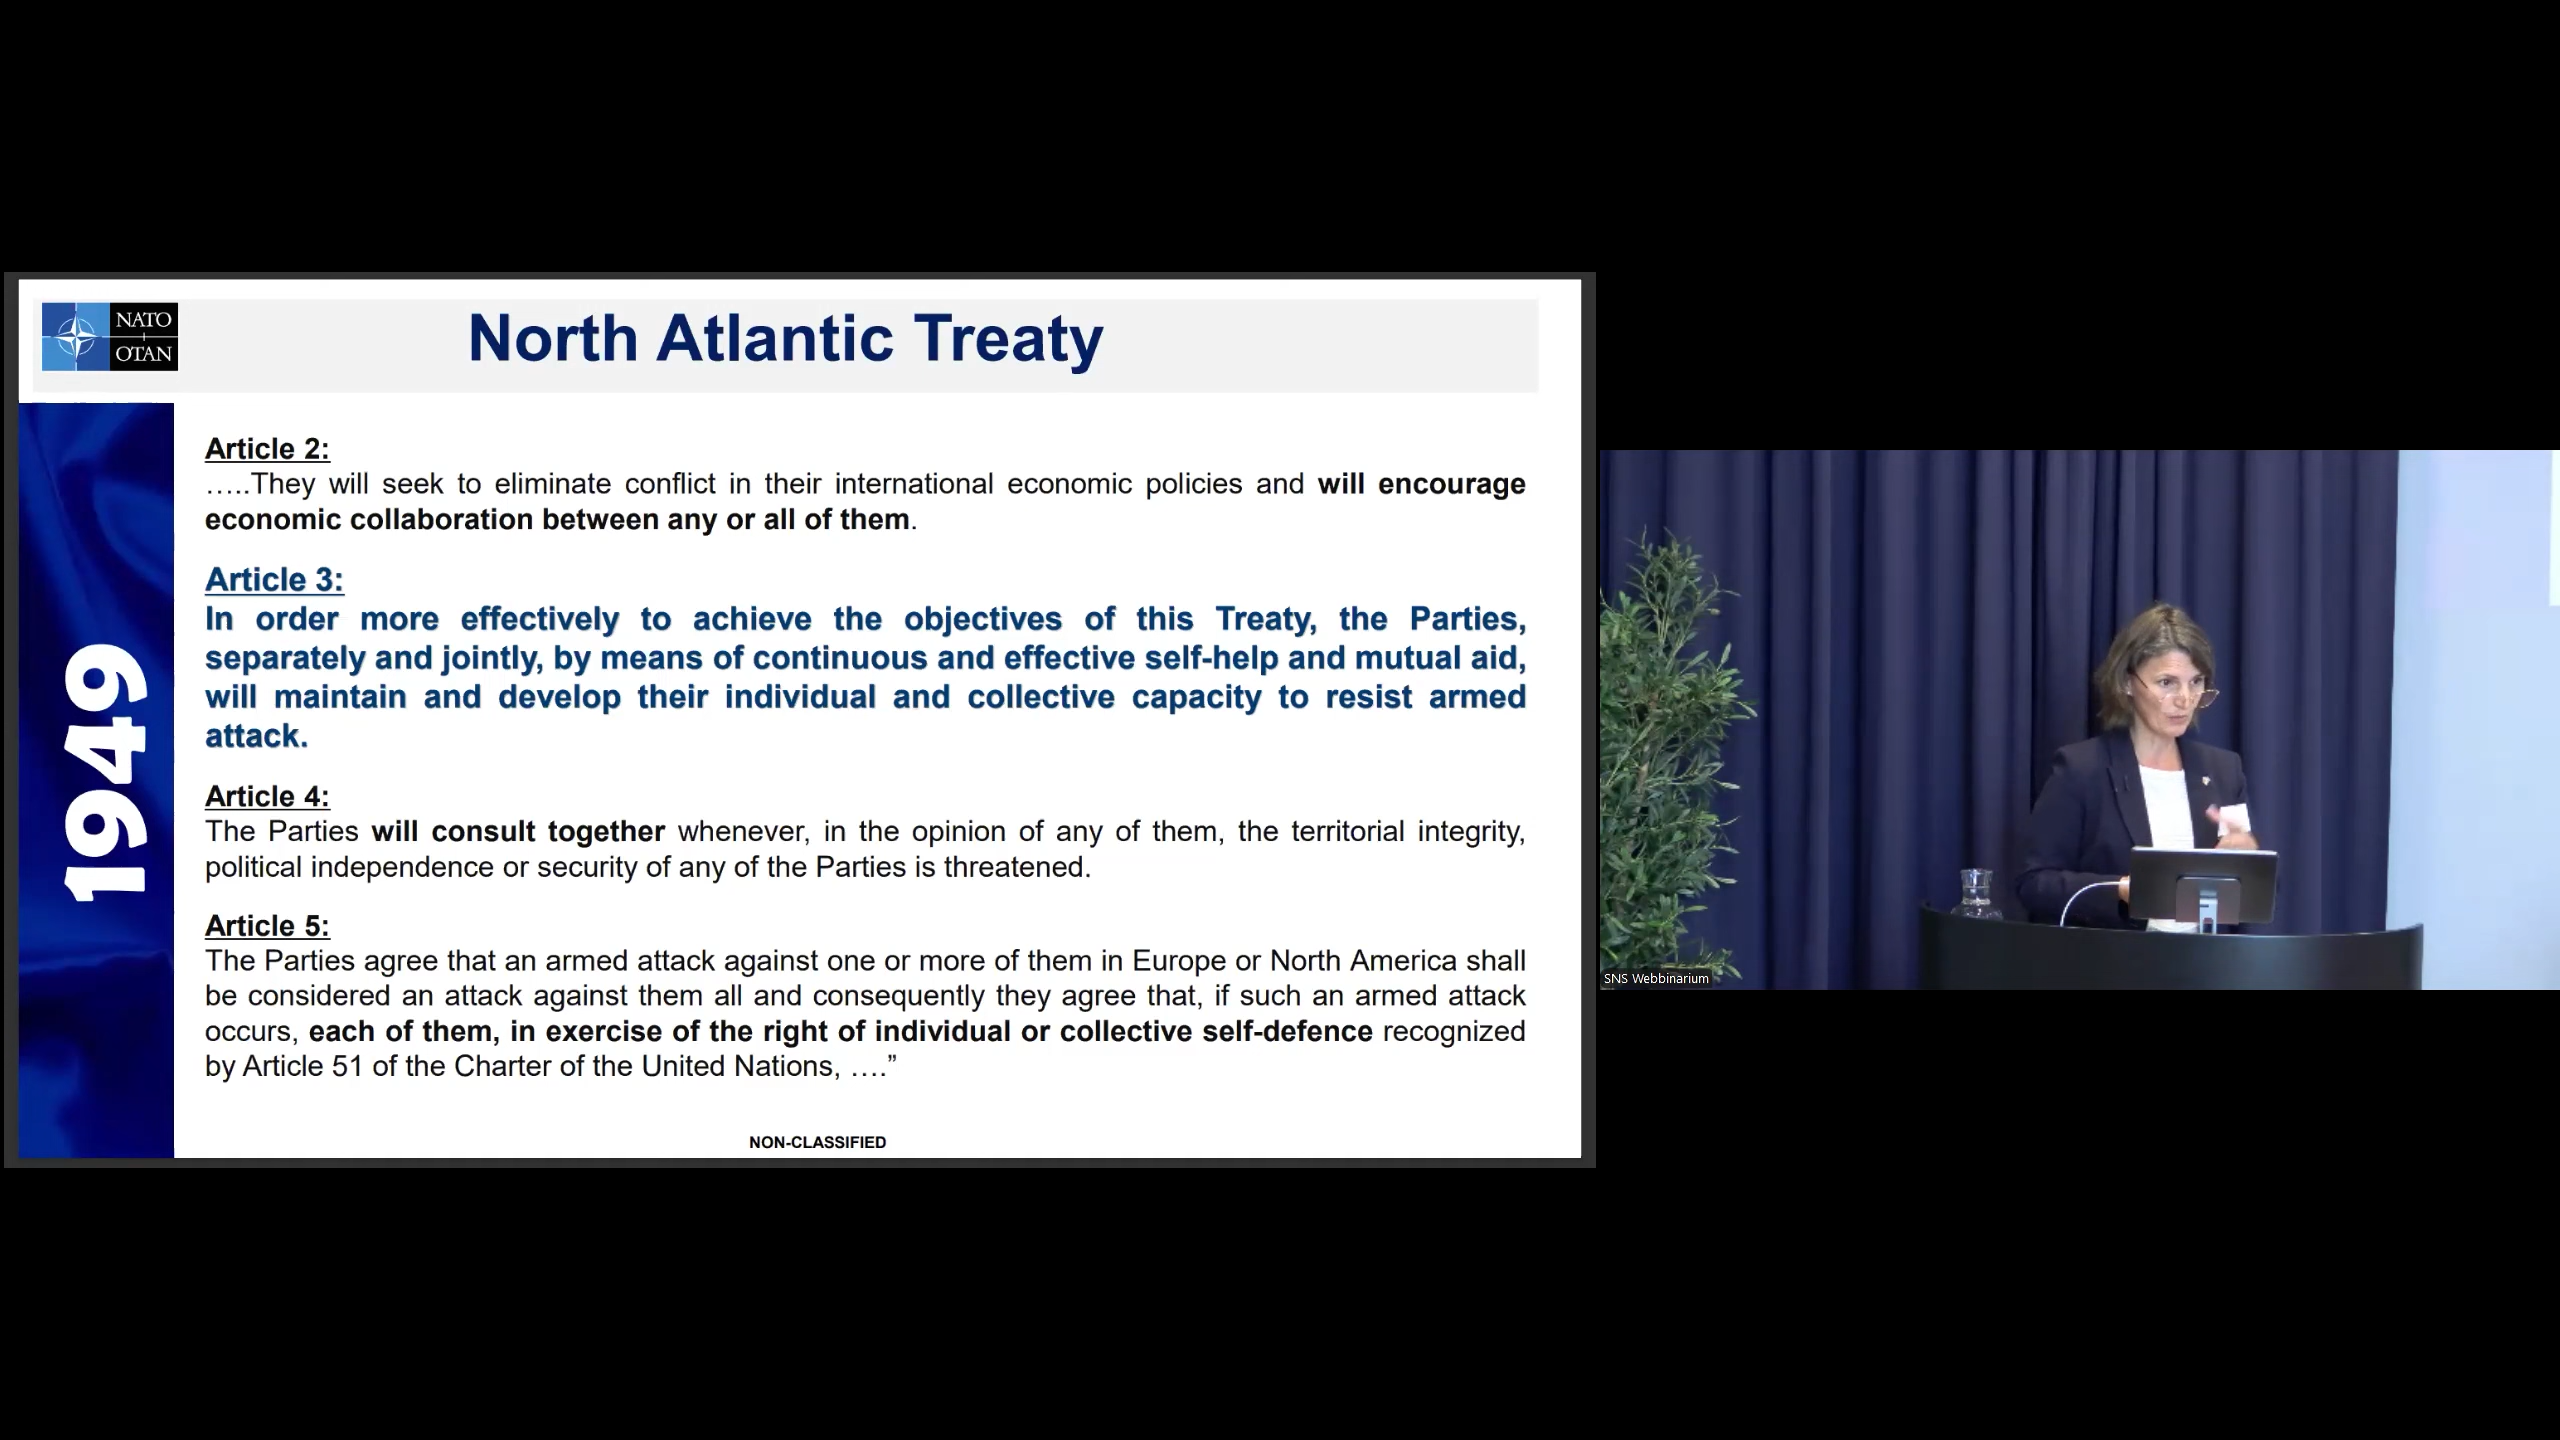 NATO
OTAN
North Atlantic Treaty
1949
Article 2:
…..They will seek to eliminate conflict in their international economic policies and will encourage
economic collaboration between any or all of them.
Article 3:
In order more effectively to achieve the objectives of this Treaty, the Parties,
separately and jointly, by means of continuous and effective self-help and mutual aid,
will maintain and develop their individual and collective capacity to resist armed
attack.
Article 4:
The Parties will consult together whenever, in the opinion of any of them, the territorial integrity,
political independence or security of any of the Parties is threatened.
Article 5:
The Parties agree that an armed attack against one or more of them in Europe or North America shall
be considered an attack against them all and consequently they agree that, if such an armed attack
occurs, each of them, in exercise of the right of individual or collective self-defence recognized
by Article 51 of the Charter of the United Nations, ….”
NON-CLASSIFIED
SNS Webbinarium